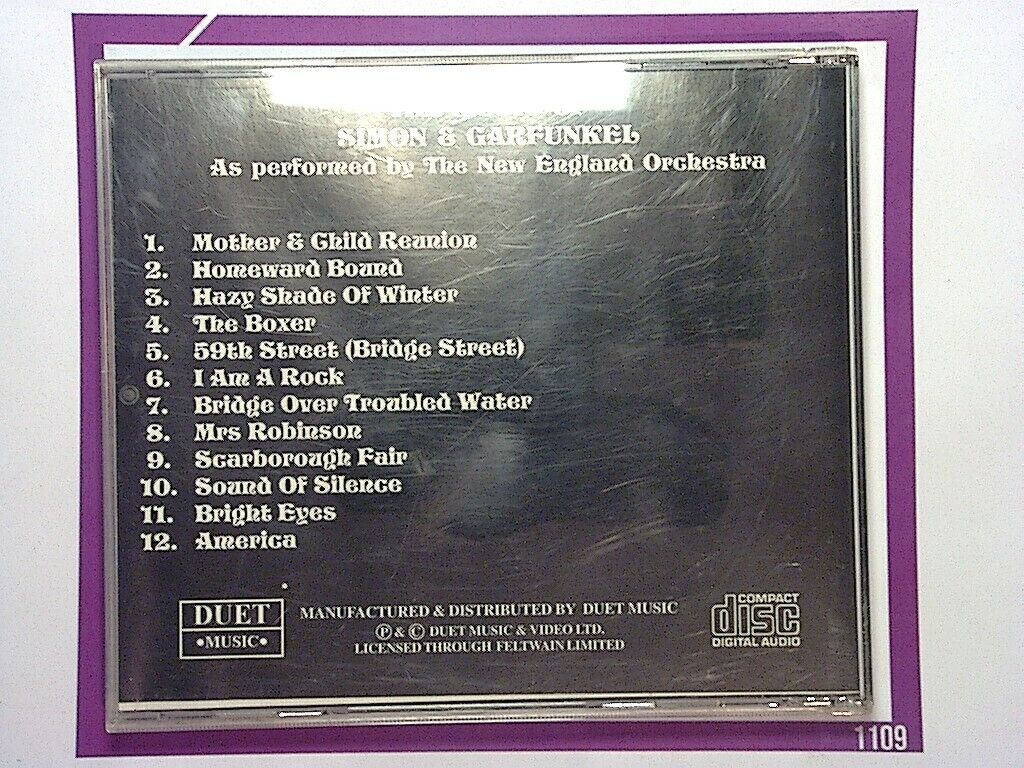 SIMON & GARFUNKEL
As performed by The New England Orchestra
1. Mother & Child Reunion
2. Homeward Bound
3. Hazy Shade Of Winter
4. The Boxer
5. 59th Street (Bridge Street)
6. I Am A Rock
7. Bridge Over Troubled Water
8. Mrs Robinson
9. Scarborough Fair
10. Sound Of Silence
11. Bright Eyes
12. America
DUET
•MUSIC•
MANUFACTURED & DISTRIBUTED BY DUET MUSIC
℗ & © DUET MUSIC & VIDEO LTD.
LICENSED THROUGH FELTWAIN LIMITED
COMPACT
disc
DIGITAL AUDIO
1109